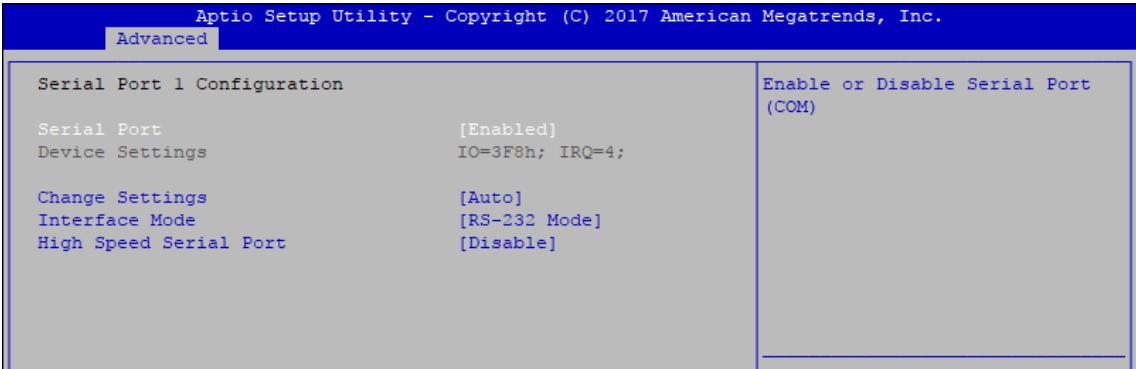 Aptio Setup Utility - Copyright (C) 2017 American Megatrends, Inc.
Advanced
Serial Port 1 Configuration
Serial Port [Enabled]
Device Settings IO=3F8h; IRQ=4;
Change Settings [Auto]
Interface Mode [RS-232 Mode]
High Speed Serial Port [Disable]
Enable or Disable Serial Port
(COM)